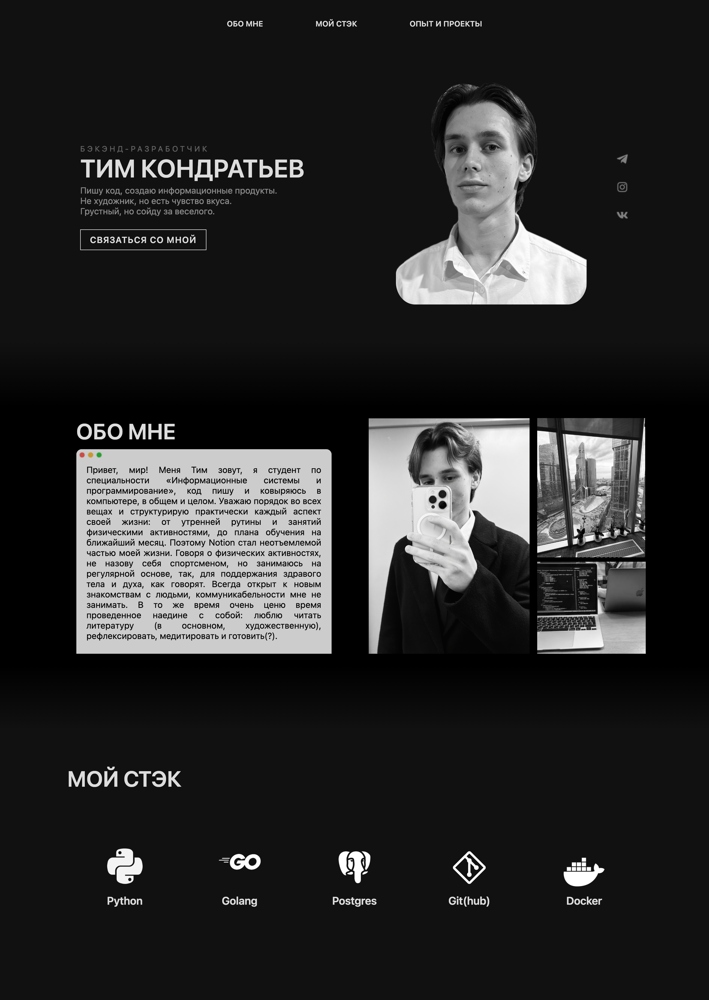 ОБО МНЕ
МОЙ СТЭК
ОПЫТ И ПРОЕКТЫ
БЭКЭНД-РАЗРАБОТЧИК
ТИМ КОНДРАТЬЕВ
Пишу код, создаю информационные продукты.
Не художник, но есть чувство вкуса.
Грустный, но сойду за веселого.
СВЯЗАТЬСЯ СО МНОЙ
ОБО МНЕ
Привет, мир! Меня Тим зовут, я студент по
специальности «Информационные системы и
программирование», код пишу и ковыряюсь в
компьютере, в общем и целом. Уважаю порядок во всех
вещах и структурирую практически каждый аспект
своей жизни: от утренней рутины и занятий
физическими активностями, до плана обучения на
ближайший месяц. Поэтому Notion стал неотъемлемой
частью моей жизни. Говоря о физических активностях,
не назову себя спортсменом, но занимаюсь на
регулярной основе, так, для поддержания здравого
тела и духа, как говорят. Всегда открыт к новым
знакомствам с людьми, коммуникабельности мне не
занимать. В то же время очень ценю время
проведенное наедине с собой: люблю читать
литературу (в основном, художественную),
рефлексировать, медитировать и готовить(?).
МОЙ СТЭК
GO
Python
Golang
Postgres
Git(hub)
Docker